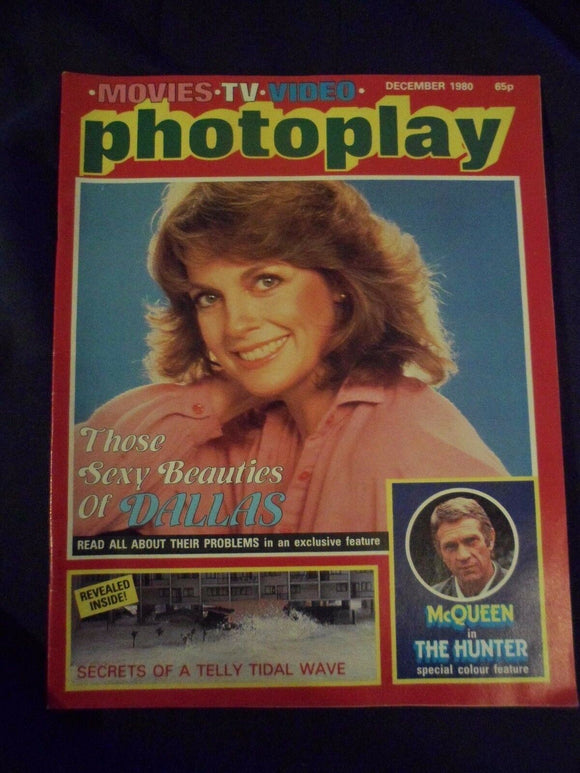 ·MOVIES·TV·VIDEO·
DECEMBER 1980 65p
photoplay
Those
Sexy Beauties
Of DALLAS
READ ALL ABOUT THEIR PROBLEMS in an exclusive feature
REVEALED
INSIDE!
SECRETS OF A TELLY TIDAL WAVE
McQUEEN
in
THE HUNTER
special colour feature